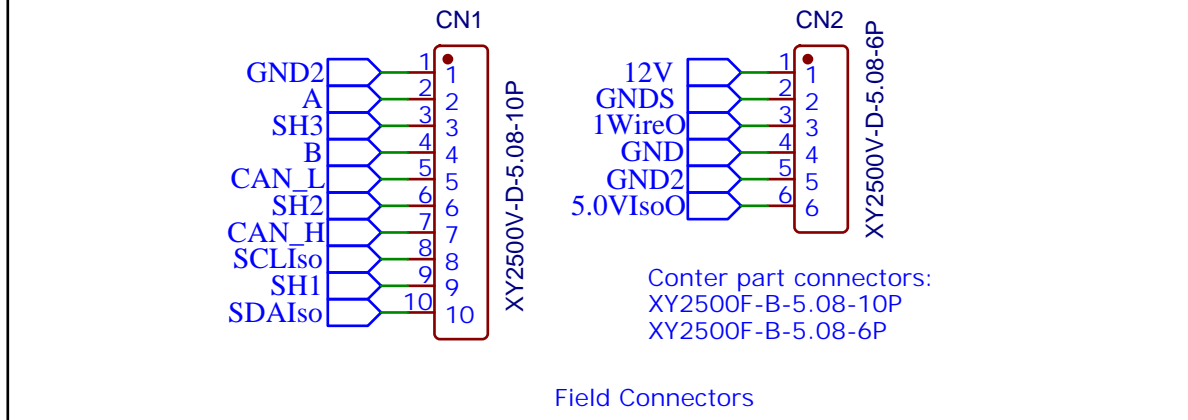 CN1
GND2 1 1
A 2 2
SH3 3 3
B 4 4
CAN_L 5 5
SH2 6 6
CAN_H 7 7
SCLIso 8 8
SH1 9 9
SDAIso 10 10
XY2500V-D-5.08-10P
CN2
12V 1 1
GNDS 2 2
1WireO 3 3
GND 4 4
GND2 5 5
5.0VIsoO 6 6
XY2500V-D-5.08-6P
Conter part connectors:
XY2500F-B-5.08-10P
XY2500F-B-5.08-6P
Field Connectors